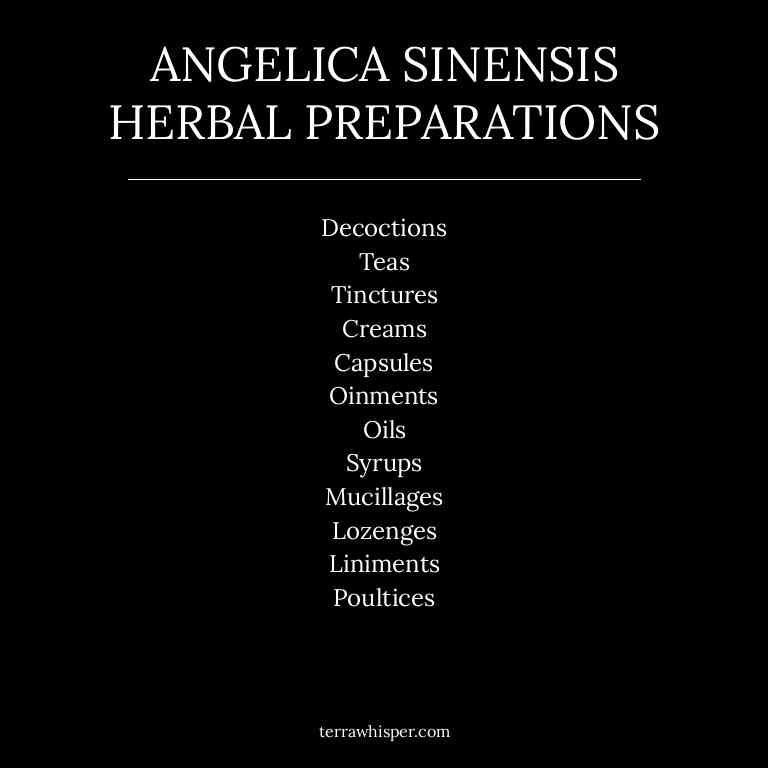 ANGELICA SINENSIS
HERBAL PREPARATIONS
Decoctions
Teas
Tinctures
Creams
Capsules
Oinments
Oils
Syrups
Mucillages
Lozenges
Liniments
Poultices
terrawhisper.com